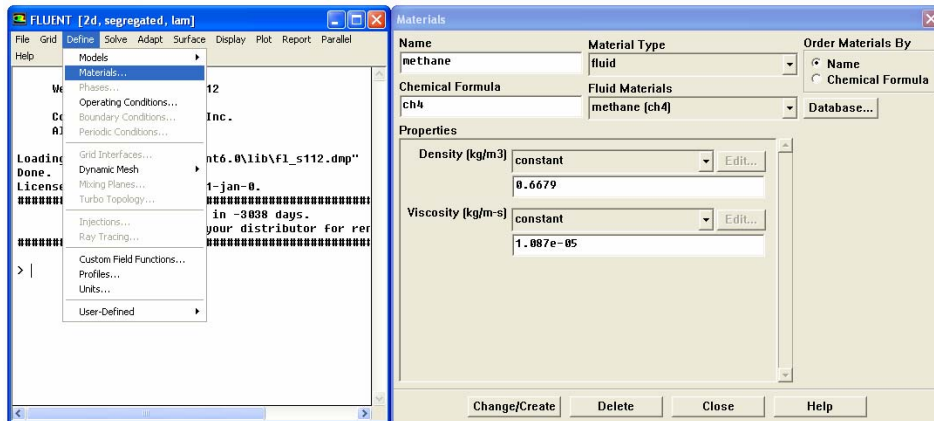 FLUENT [2d, segregated, lam]
File Grid Define Solve Adapt Surface Display Plot Report Parallel
Help
Models
Materials...
Phases...
Operating Conditions...
Boundary Conditions...
Periodic Conditions...
Grid Interfaces...
Dynamic Mesh
Mixing Planes...
Turbo Topology...
Injections...
Ray Tracing...
Custom Field Functions...
Profiles...
Units...
User-Defined
We 12
Inc.
Loading nt6.0\lib\fl_s112.dmp"
Done.
License 1-jan-0.
in -3038 days.
your distributor for rer
>
Materials
Name
methane
Chemical Formula
ch4
Material Type
fluid
Fluid Materials
methane (ch4)
Order Materials By
Name
Chemical Formula
Database...
Properties
Density (kg/m3) constant Edit...
0.6679
Viscosity (kg/m-s) constant Edit...
1.087e-05
Change/Create Delete Close Help